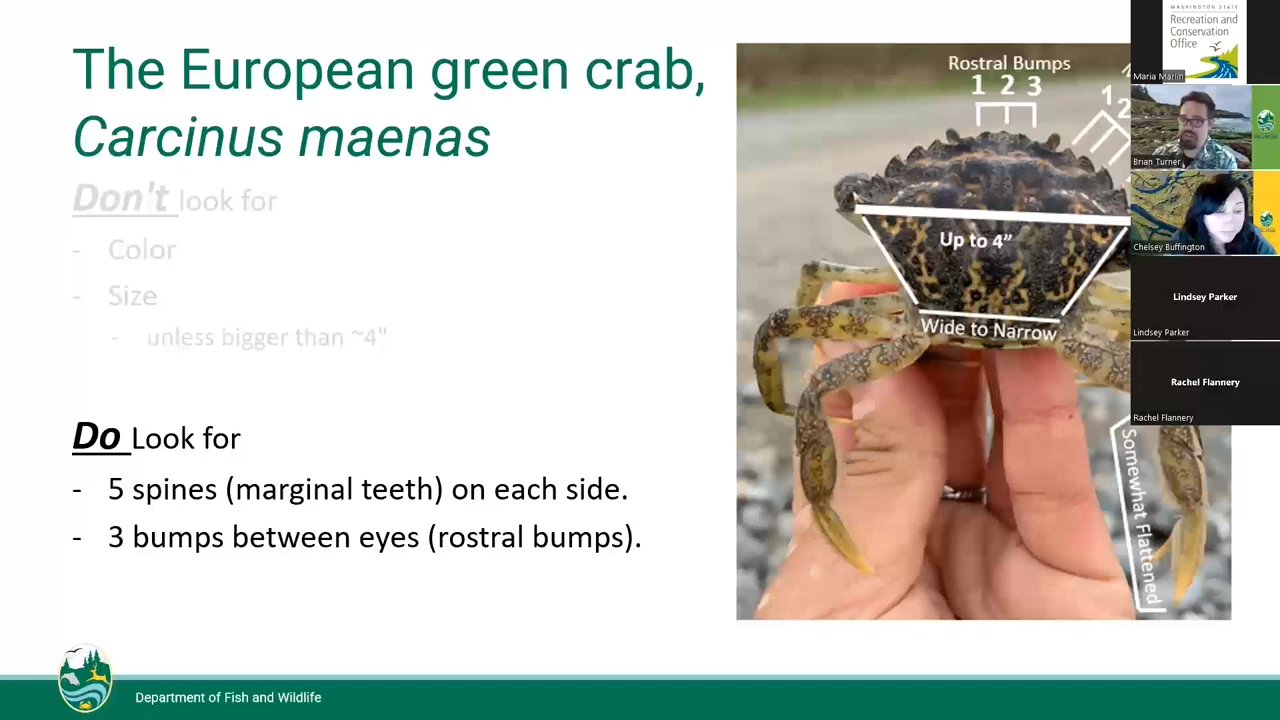 The European green crab,
Carcinus maenas
Don't look for
- Color
- Size
- unless bigger than ~4"
Do Look for
- 5 spines (marginal teeth) on each side.
- 3 bumps between eyes (rostral bumps).
Department of Fish and Wildlife
Rostral Bumps
1 2 3
1
2
Up to 4"
Wide to Narrow
Somewhat Flattened
WASHINGTON STATE
Recreation and
Conservation
Office
Maria Marlin
Brian Turner
Chelsey Buffington
Lindsey Parker
Lindsey Parker
Rachel Flannery
Rachel Flannery